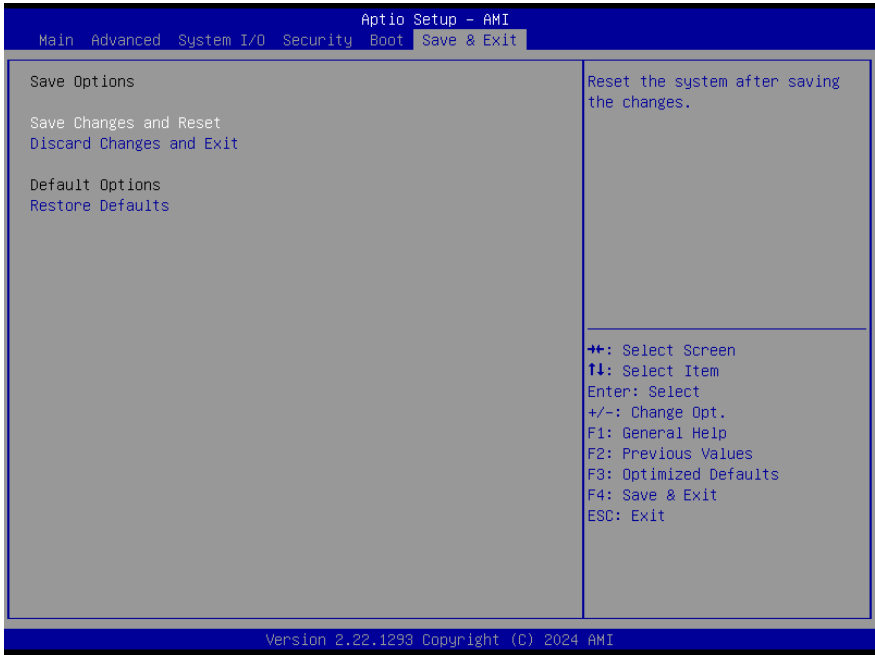 Aptio Setup – AMI
Main Advanced System I/O Security Boot Save & Exit
Save Options
Save Changes and Reset
Discard Changes and Exit
Default Options
Restore Defaults
Reset the system after saving
the changes.
→←: Select Screen
↑↓: Select Item
Enter: Select
+/-: Change Opt.
F1: General Help
F2: Previous Values
F3: Optimized Defaults
F4: Save & Exit
ESC: Exit
Version 2.22.1293 Copyright (C) 2024 AMI